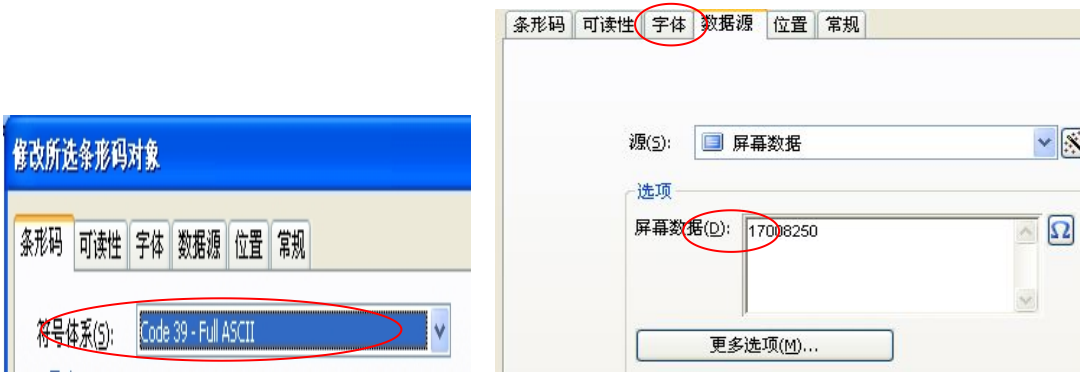 修改所选条形码对象
条形码 可读性 字体 数据源 位置 常规
符号体系(S): Code 39 - Full ASCII
条形码 可读性 字体 数据源 位置 常规
源(S): 屏幕数据
选项
屏幕数据(D): 17008250
Ω
更多选项(M)...